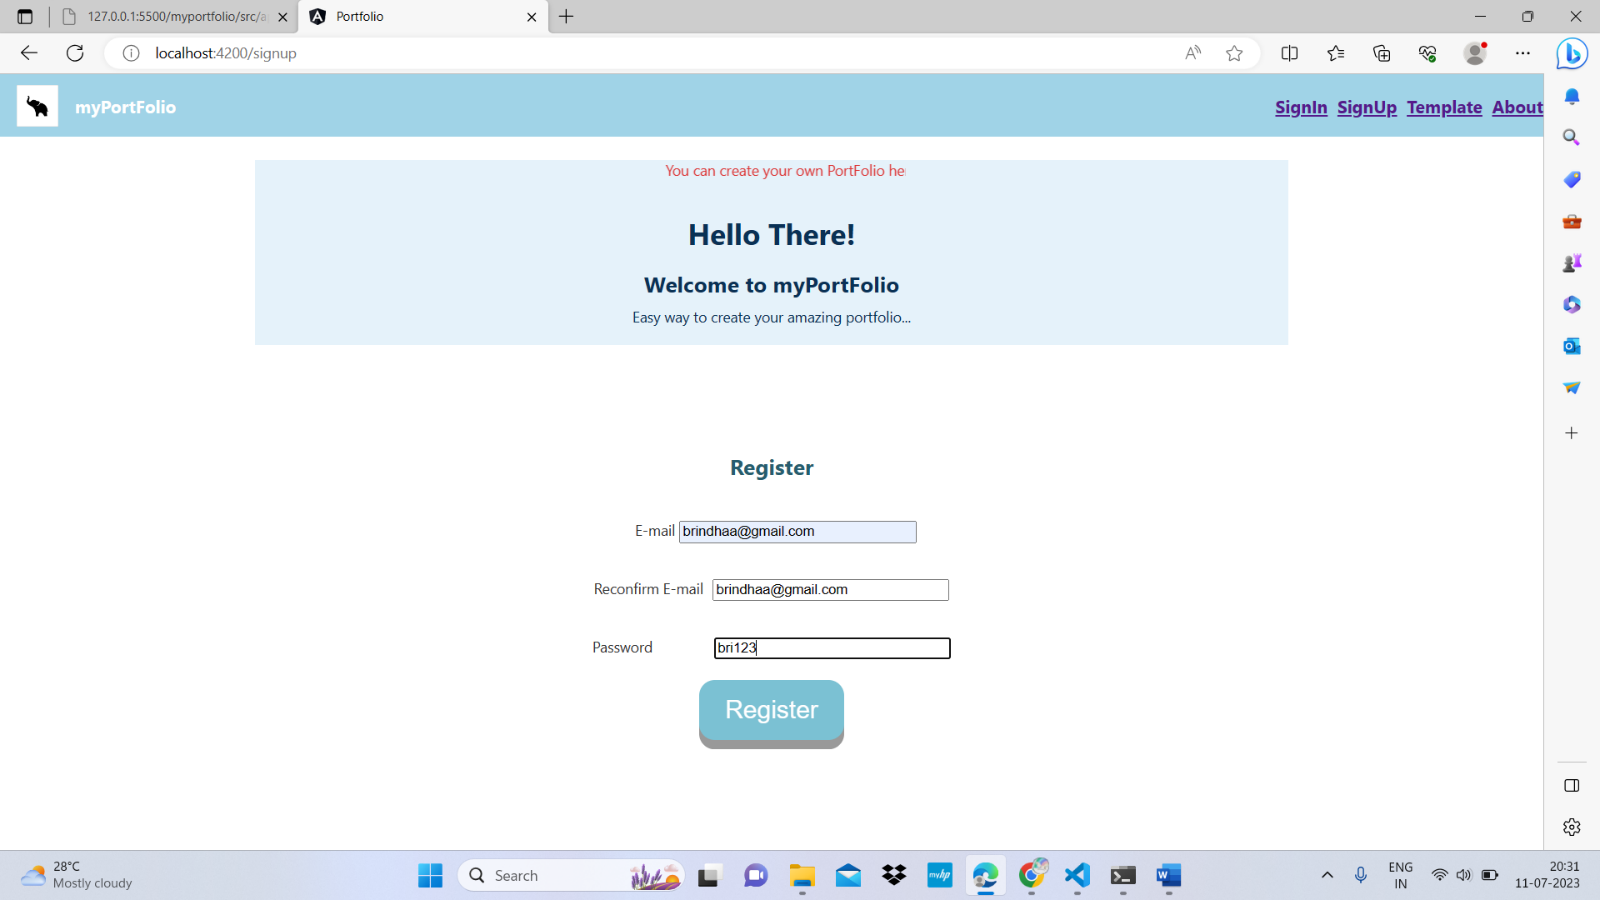 127.0.0.1:5500/myportfolio/src/a
Portfolio
localhost:4200/signup
myPortFolio
SignIn SignUp Template About
You can create your own PortFolio he
Hello There!
Welcome to myPortFolio
Easy way to create your amazing portfolio...
Register
E-mail brindhaa@gmail.com
Reconfirm E-mail brindhaa@gmail.com
Password bri123
Register
28°C
Mostly cloudy
Search
myhp
ENG
IN
20:31
11-07-2023